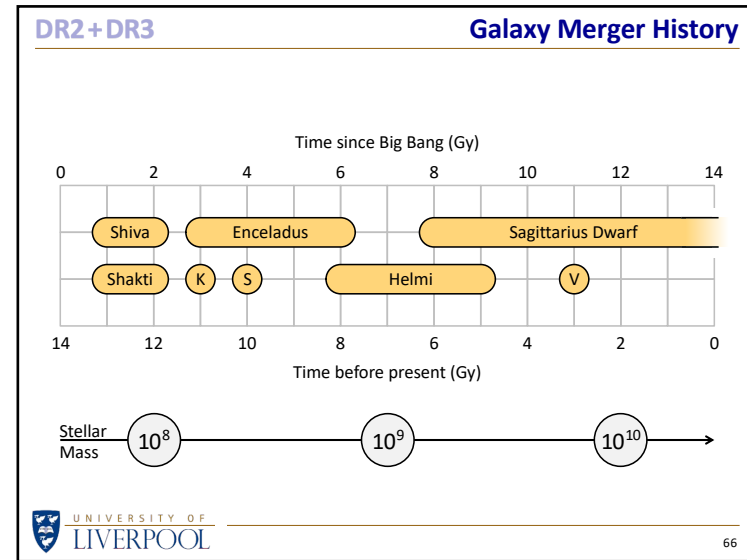 DR2+DR3 Galaxy Merger History
Time since Big Bang (Gy)
0 2 4 6 8 10 12 14
Shiva Enceladus Sagittarius Dwarf
Shakti K S Helmi V
14 12 10 8 6 4 2 0
Time before present (Gy)
Stellar
Mass
10⁸ 10⁹ 10¹⁰
UNIVERSITY OF
LIVERPOOL
66